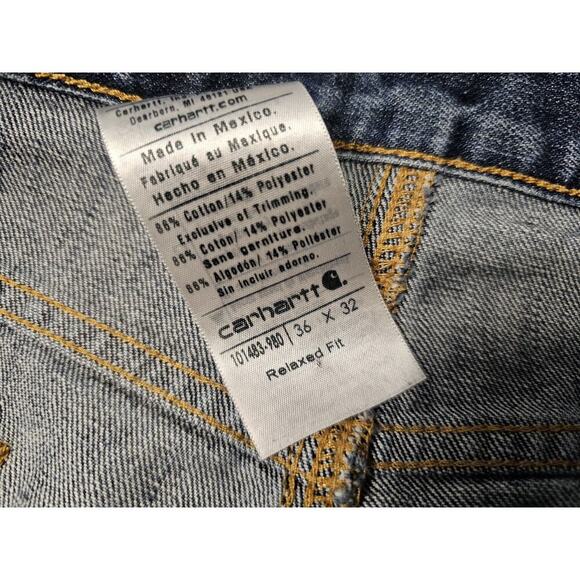 Carhartt,
Dearborn, MI 48121
carhartt.com
Made in Mexico.
Fabriqué au Mexique.
Hecho en México.
86% Cotton/14% Polyester
Exclusive of Trimming.
86% Coton/ 14% Polyester
Sans garniture.
86% Algodón/ 14% Poliéster
Sin incluir adorno.
carhartt
101483-980 | 36 X 32
Relaxed Fit